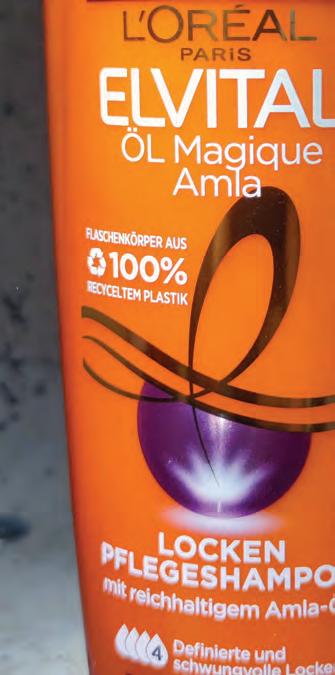 L'ORÉAL
PARIS
ELVITAL
ÖL Magique
Amla
FLASCHENKÖRPER AUS
100%
RECYCELTEM PLASTIK
LOCKEN
PFLEGESHAMPO
mit reichhaltigem Amla-Ö
4 Definierte und
schwungvolle Locke